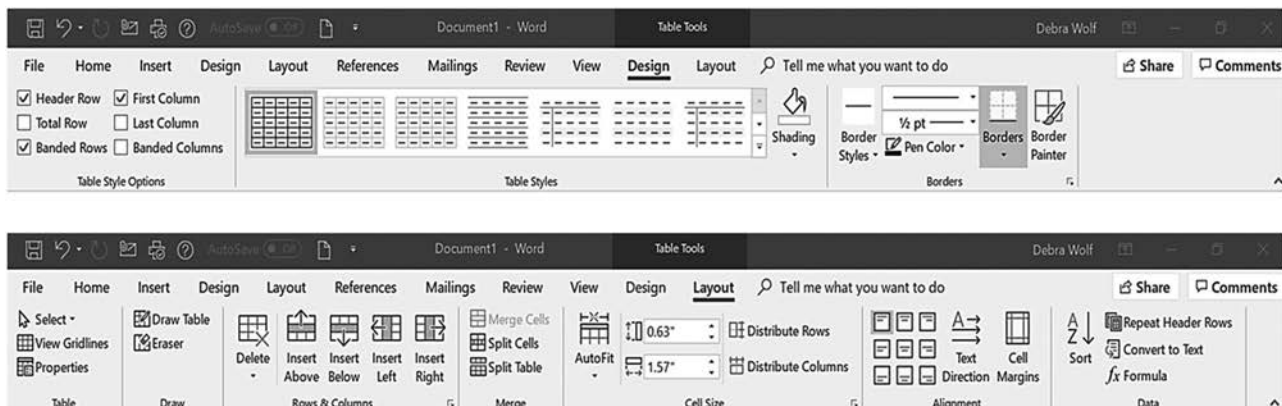 AutoSave Off Document1 - Word Table Tools Debra Wolf
File Home Insert Design Layout References Mailings Review View Design Layout Tell me what you want to do Share Comments
Header Row First Column
Total Row Last Column
Banded Rows Banded Columns
Table Style Options
Table Styles
Shading
Border Styles
½ pt
Pen Color
Borders
Border Painter
Borders
AutoSave Off Document1 - Word Table Tools Debra Wolf
File Home Insert Design Layout References Mailings Review View Design Layout Tell me what you want to do Share Comments
Select
View Gridlines
Properties
Table
Draw Table
Eraser
Draw
Delete
Insert Above
Insert Below
Insert Left
Insert Right
Rows & Columns
Merge Cells
Split Cells
Split Table
Merge
AutoFit
0.63"
1.57"
Distribute Rows
Distribute Columns
Cell Size
Text Direction
Cell Margins
Alignment
A
Z
Sort
Repeat Header Rows
Convert to Text
fx Formula
Data